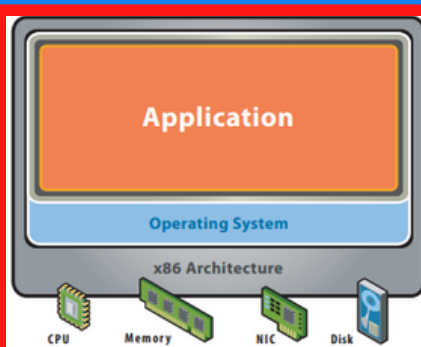 Application
Operating System
x86 Architecture
CPU Memory NIC Disk